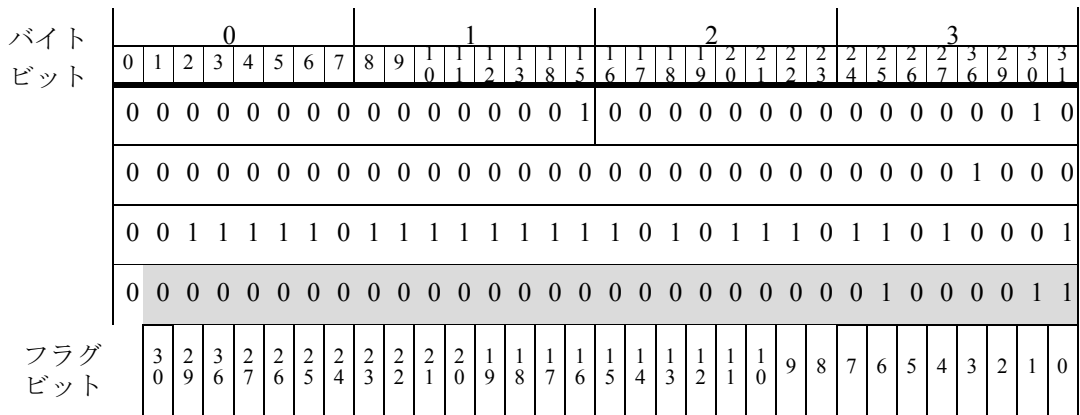 バイト 0 1 2 3
ビット 0 1 2 3 4 5 6 7 8 9 10 11 12 13 18 15 16 17 18 19 20 21 22 23 24 25 26 27 36 29 30 31
0 0 0 0 0 0 0 0 0 0 0 0 0 0 0 1 0 0 0 0 0 0 0 0 0 0 0 0 0 0 1 0
0 0 0 0 0 0 0 0 0 0 0 0 0 0 0 0 0 0 0 0 0 0 0 0 0 0 0 0 1 0 0 0
0 0 1 1 1 1 1 0 1 1 1 1 1 1 1 1 1 0 1 0 1 1 1 0 1 1 0 1 0 0 0 1
0 0 0 0 0 0 0 0 0 0 0 0 0 0 0 0 0 0 0 0 0 0 0 0 0 1 0 0 0 0 1 1
フラグ
ビット 30 29 36 27 26 25 24 23 22 21 20 19 18 17 16 15 14 13 12 11 10 9 8 7 6 5 4 3 2 1 0